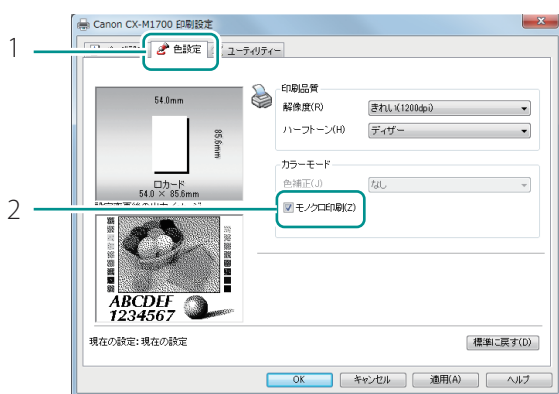 Canon CX-M1700 印刷設定
1
色設定
ユーティリティー
54.0mm
85.6mm
ロカード
54.0 × 85.6mm
印刷品質
解像度(R)
きれい(1200dpi)
ハーフトーン(H)
ディザー
カラーモード
色補正(J)
なし
2
モノクロ印刷(Z)
ABCDEF
1234567
現在の設定: 現在の設定
標準に戻す(D)
OK
キャンセル
適用(A)
ヘルプ